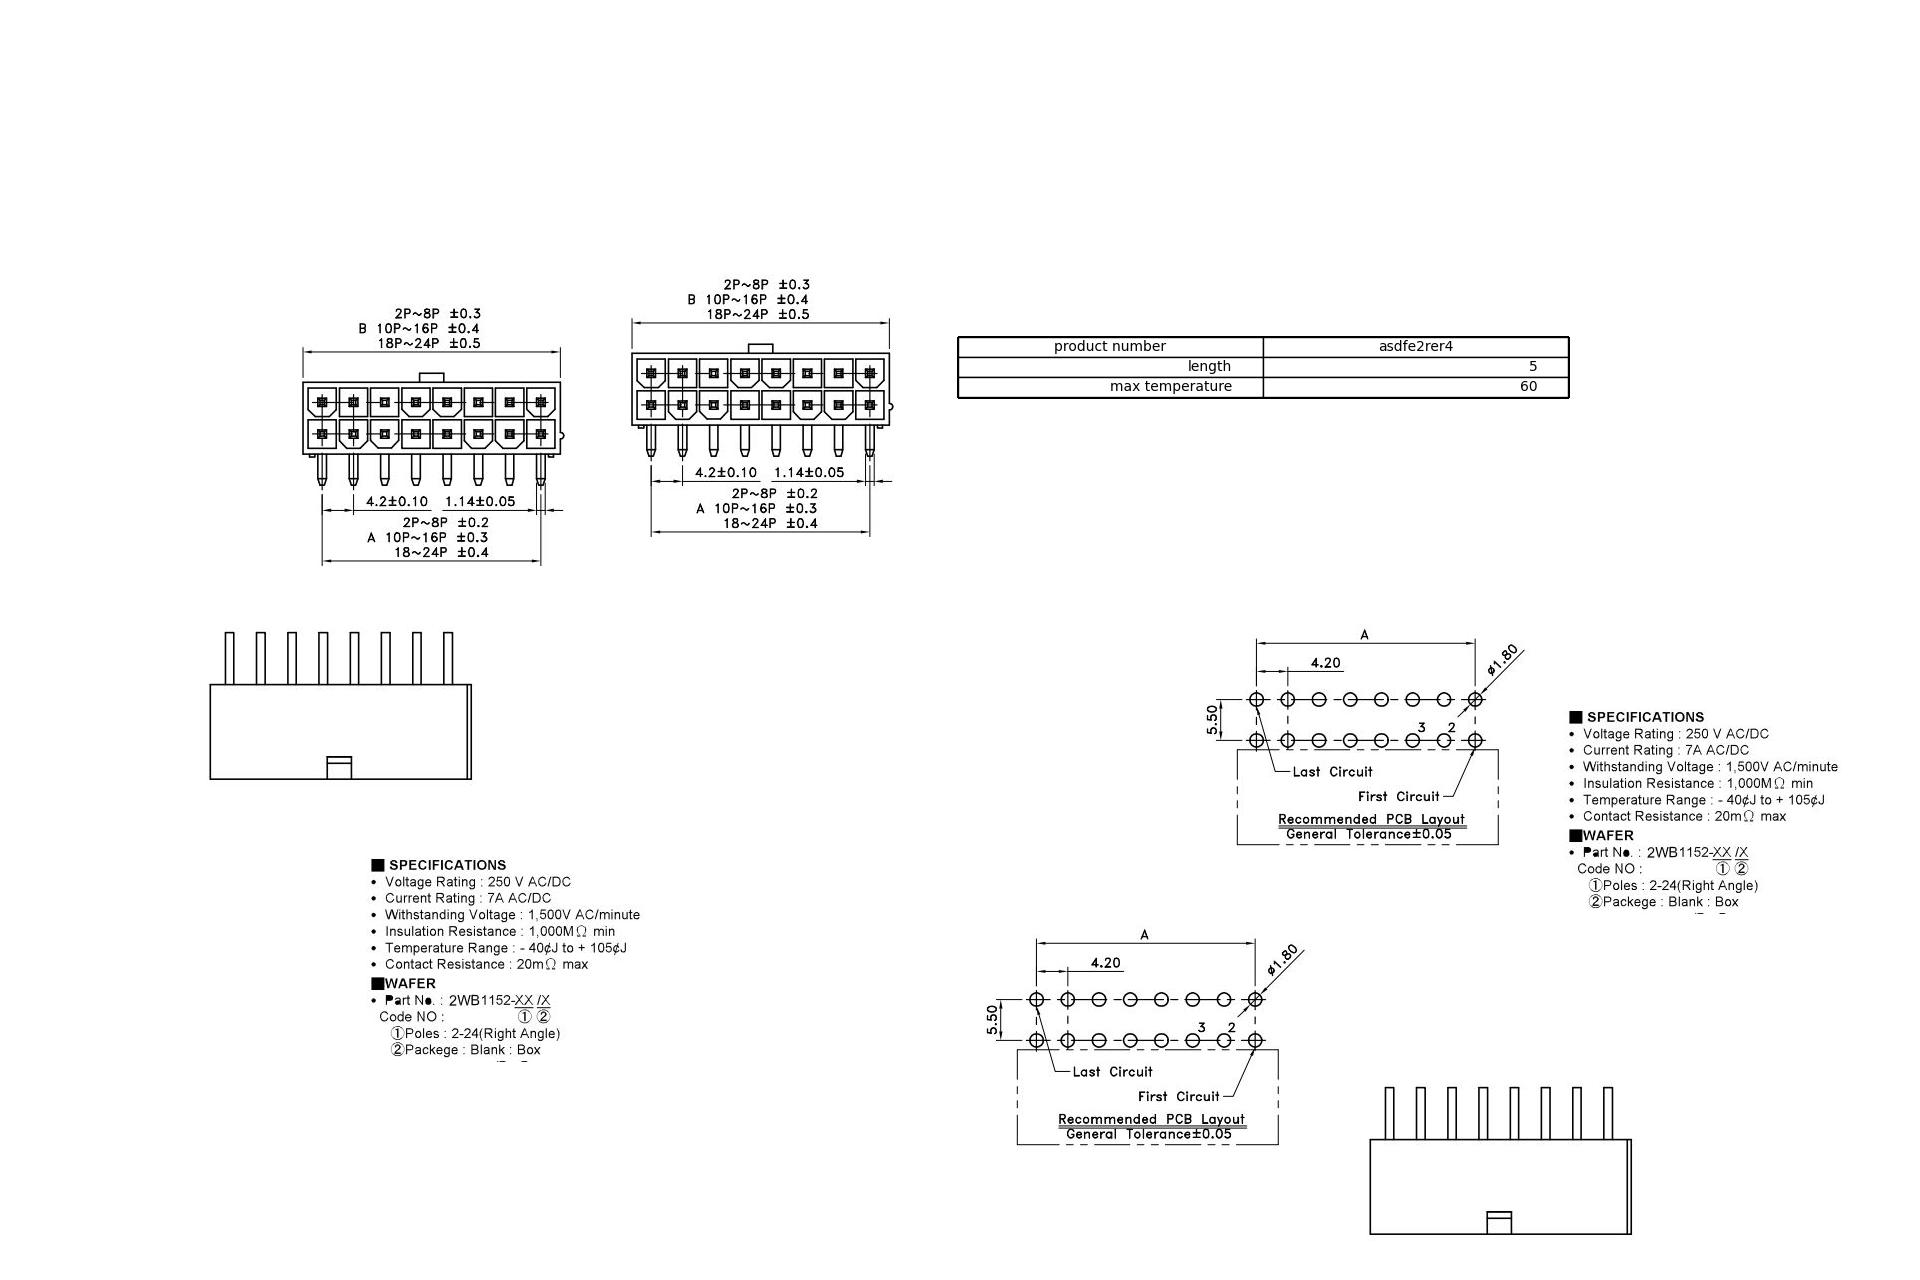 2P~8P ±0.3
B 10P~16P ±0.4
18P~24P ±0.5
4.2±0.10 1.14±0.05
2P~8P ±0.2
A 10P~16P ±0.3
18~24P ±0.4
2P~8P ±0.3
B 10P~16P ±0.4
18P~24P ±0.5
4.2±0.10 1.14±0.05
2P~8P ±0.2
A 10P~16P ±0.3
18~24P ±0.4
product number asdfe2rer4
length 5
max temperature 60
A
4.20
ø1.80
5.50
3 2
Last Circuit
First Circuit
Recommended PCB Layout
General Tolerance±0.05
■ SPECIFICATIONS
• Voltage Rating : 250 V AC/DC
• Current Rating : 7A AC/DC
• Withstanding Voltage : 1,500V AC/minute
• Insulation Resistance : 1,000MΩ min
• Temperature Range : - 40¢J to + 105¢J
• Contact Resistance : 20mΩ max
■WAFER
• Part No. : 2WB1152-XX /X
Code NO : ① ②
①Poles : 2-24(Right Angle)
②Packege : Blank : Box
■ SPECIFICATIONS
• Voltage Rating : 250 V AC/DC
• Current Rating : 7A AC/DC
• Withstanding Voltage : 1,500V AC/minute
• Insulation Resistance : 1,000MΩ min
• Temperature Range : - 40¢J to + 105¢J
• Contact Resistance : 20mΩ max
■WAFER
• Part No. : 2WB1152-XX /X
Code NO : ① ②
①Poles : 2-24(Right Angle)
②Packege : Blank : Box
A
4.20
ø1.80
5.50
3 2
Last Circuit
First Circuit
Recommended PCB Layout
General Tolerance±0.05